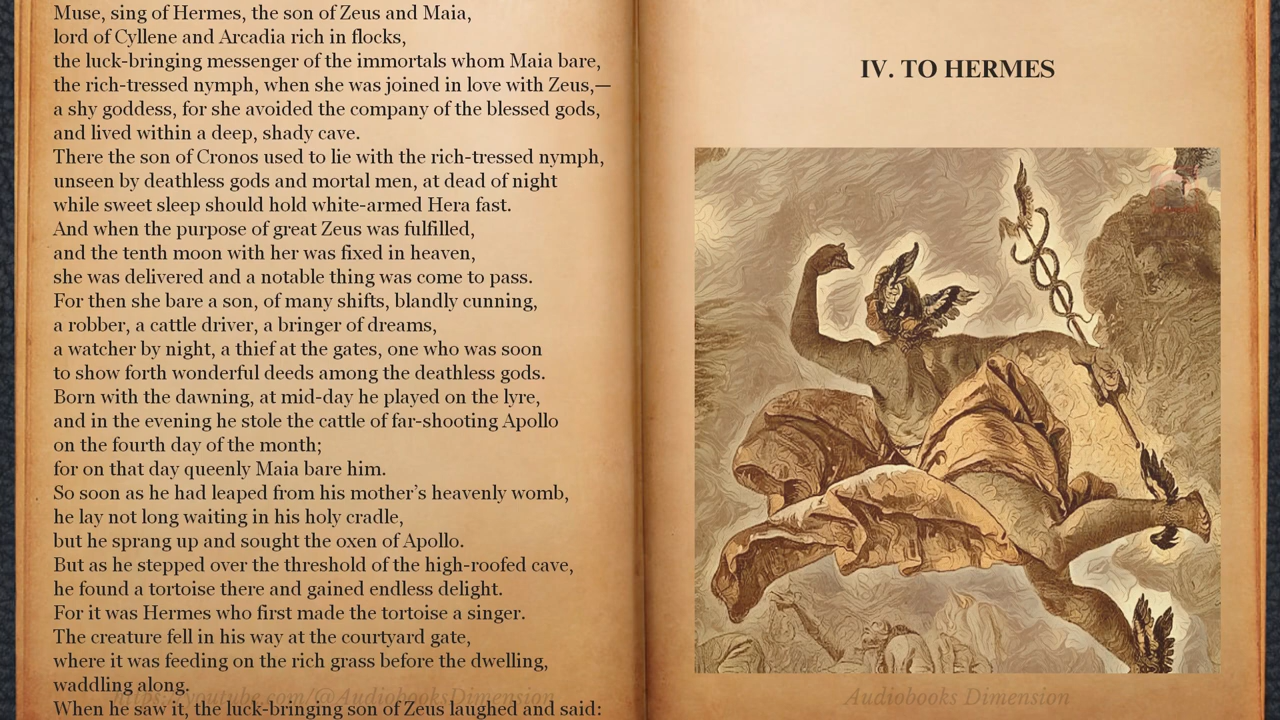 Muse, sing of Hermes, the son of Zeus and Maia,
lord of Cyllene and Arcadia rich in flocks,
the luck-bringing messenger of the immortals whom Maia bare,
the rich-tressed nymph, when she was joined in love with Zeus,—
a shy goddess, for she avoided the company of the blessed gods,
and lived within a deep, shady cave.
There the son of Cronos used to lie with the rich-tressed nymph,
unseen by deathless gods and mortal men, at dead of night
while sweet sleep should hold white-armed Hera fast.
And when the purpose of great Zeus was fulfilled,
and the tenth moon with her was fixed in heaven,
she was delivered and a notable thing was come to pass.
For then she bare a son, of many shifts, blandly cunning,
a robber, a cattle driver, a bringer of dreams,
a watcher by night, a thief at the gates, one who was soon
to show forth wonderful deeds among the deathless gods.
Born with the dawning, at mid-day he played on the lyre,
and in the evening he stole the cattle of far-shooting Apollo
on the fourth day of the month;
for on that day queenly Maia bare him.
So soon as he had leaped from his mother’s heavenly womb,
he lay not long waiting in his holy cradle,
but he sprang up and sought the oxen of Apollo.
But as he stepped over the threshold of the high-roofed cave,
he found a tortoise there and gained endless delight.
For it was Hermes who first made the tortoise a singer.
The creature fell in his way at the courtyard gate,
where it was feeding on the rich grass before the dwelling,
waddling along.
https://youtube.com/@AudiobooksDimension
When he saw it, the luck-bringing son of Zeus laughed and said:
IV. TO HERMES
Audiobooks Dimension